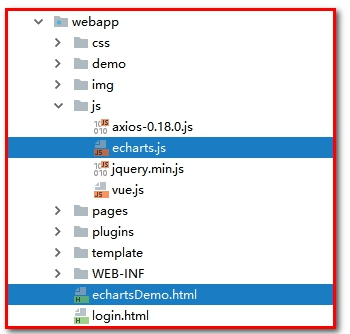 webapp
css
demo
img
js
axios-0.18.0.js
echarts.js
jquery.min.js
vue.js
pages
plugins
template
WEB-INF
echartsDemo.html
login.html